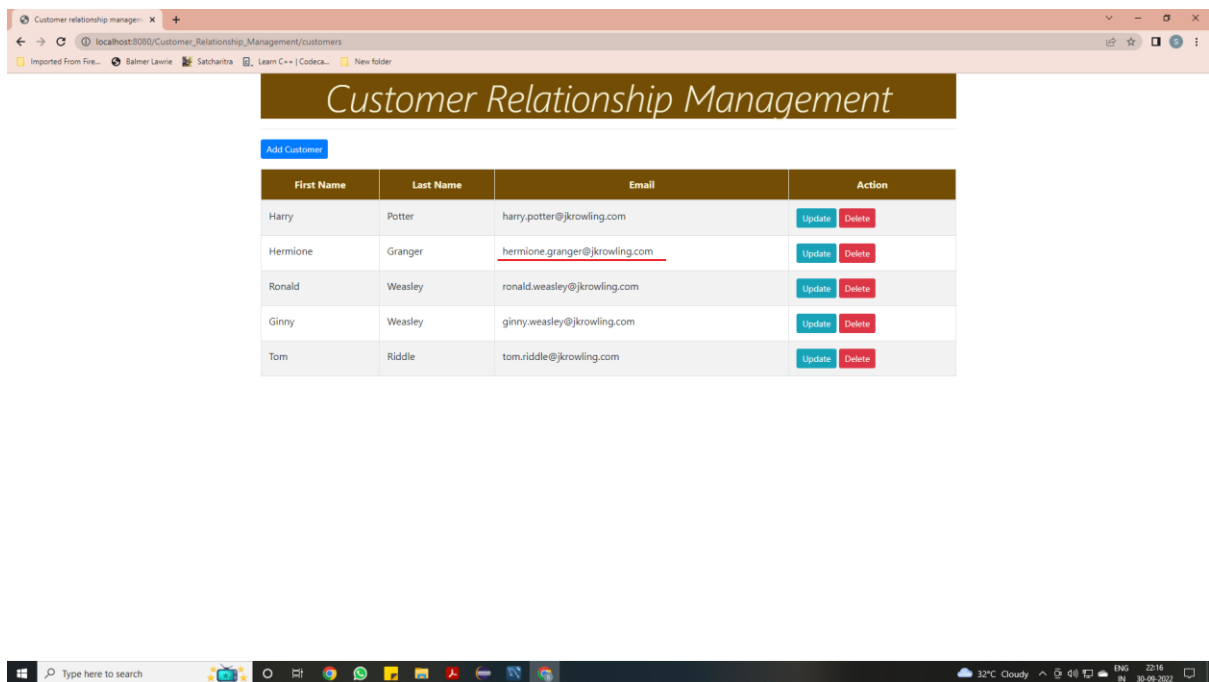 Customer relationship managem
localhost:8080/Customer_Relationship_Management/customers
Imported From Fire... Balmer Lawrie Satcharitra Learn C++ | Codeca... New folder
Customer Relationship Management
Add Customer
First Name Last Name Email Action
Harry Potter harry.potter@jkrowling.com Update Delete
Hermione Granger hermione.granger@jkrowling.com Update Delete
Ronald Weasley ronald.weasley@jkrowling.com Update Delete
Ginny Weasley ginny.weasley@jkrowling.com Update Delete
Tom Riddle tom.riddle@jkrowling.com Update Delete
Type here to search 32°C Cloudy ENG 22:16
IN 30-09-2022